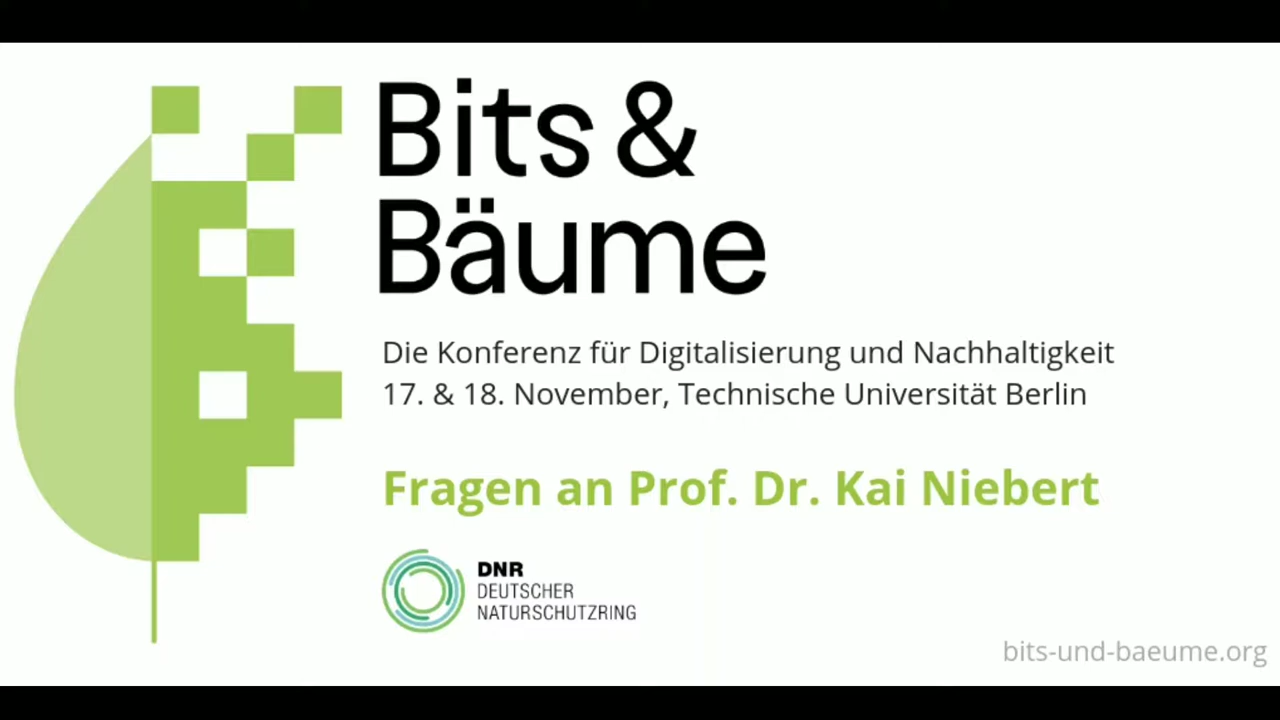 Bits &
Bäume
Die Konferenz für Digitalisierung und Nachhaltigkeit
17. & 18. November, Technische Universität Berlin
Fragen an Prof. Dr. Kai Niebert
DNR
DEUTSCHER
NATURSCHUTZRING
bits-und-baeume.org